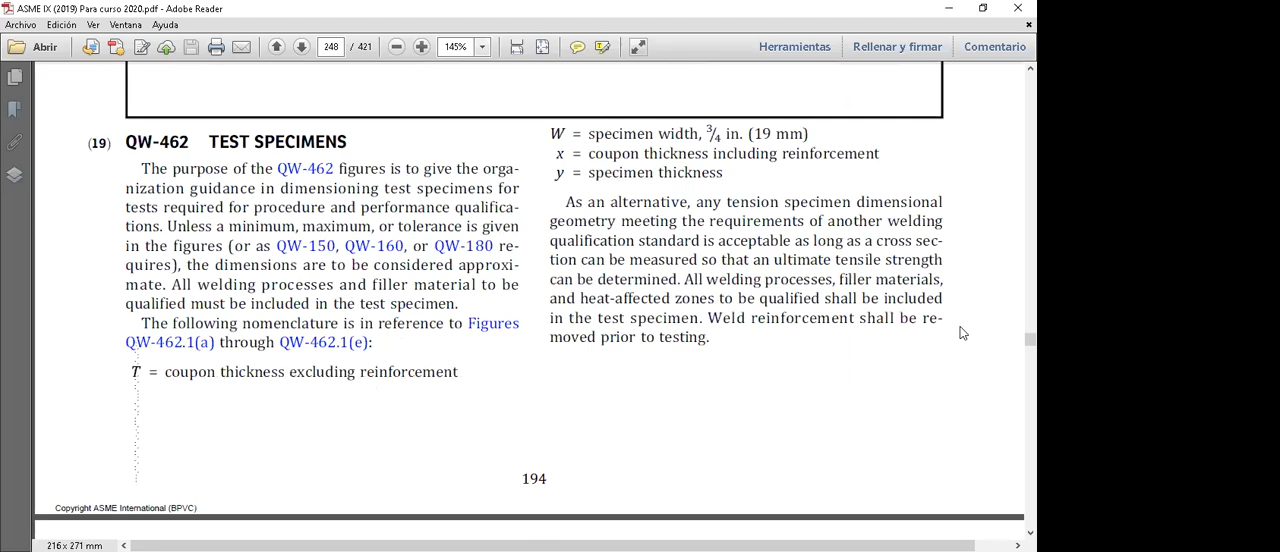 ASME IX (2019) Para curso 2020.pdf - Adobe Reader
Archivo Edición Ver Ventana Ayuda
Abrir 248 / 421 145% Herramientas Rellenar y firmar Comentario
(19) QW-462 TEST SPECIMENS
The purpose of the QW-462 figures is to give the orga-
nization guidance in dimensioning test specimens for
tests required for procedure and performance qualifica-
tions. Unless a minimum, maximum, or tolerance is given
in the figures (or as QW-150, QW-160, or QW-180 re-
quires), the dimensions are to be considered approxi-
mate. All welding processes and filler material to be
qualified must be included in the test specimen.
The following nomenclature is in reference to Figures
QW-462.1(a) through QW-462.1(e):
T = coupon thickness excluding reinforcement
W = specimen width, 3/4 in. (19 mm)
x = coupon thickness including reinforcement
y = specimen thickness
As an alternative, any tension specimen dimensional
geometry meeting the requirements of another welding
qualification standard is acceptable as long as a cross sec-
tion can be measured so that an ultimate tensile strength
can be determined. All welding processes, filler materials,
and heat-affected zones to be qualified shall be included
in the test specimen. Weld reinforcement shall be re-
moved prior to testing.
194
Copyright ASME International (BPVC)
216 x 271 mm